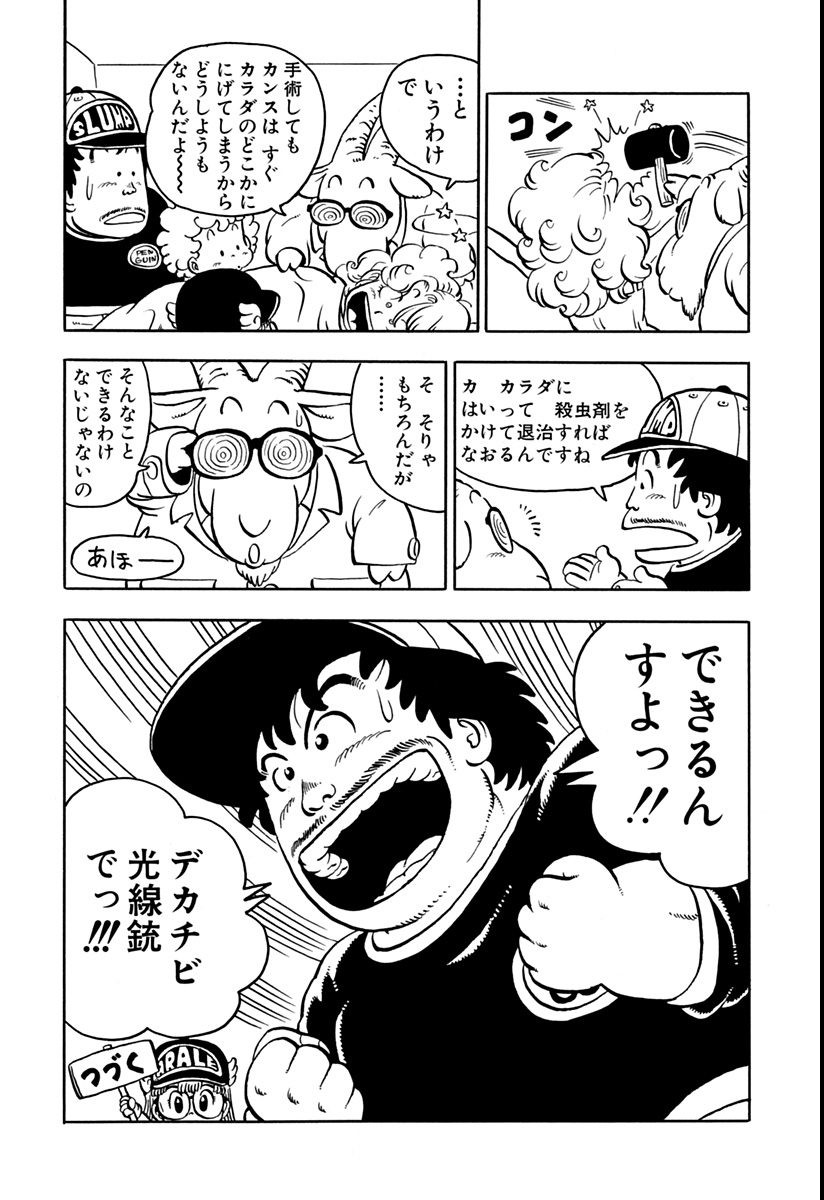 コン
…と
いうわけ
で
手術しても
カンスは すぐ
カラダのどこかに
にげてしまうから
どうしようも
ないんだよ～～
SLUMP
PEN
GUIN
カ カラダに
はいって 殺虫剤を
かけて退治すれば
なおるんですね
そ そりゃ
もちろんだが
……
そんなこと
できるわけ
ないじゃないの
あほー
できるん
すよっ!!
デカチビ
光線銃
でっ!!!
つづく
ARALE